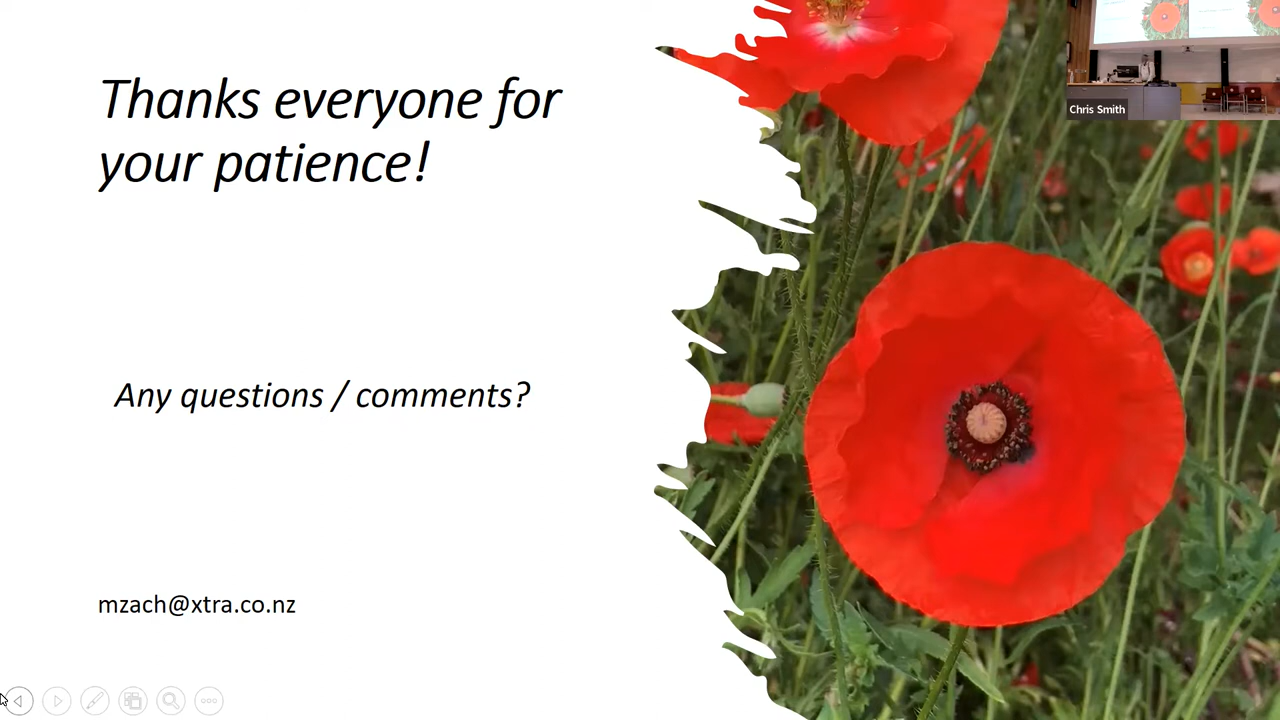 Thanks everyone for
your patience!
Any questions / comments?
mzach@xtra.co.nz
Chris Smith